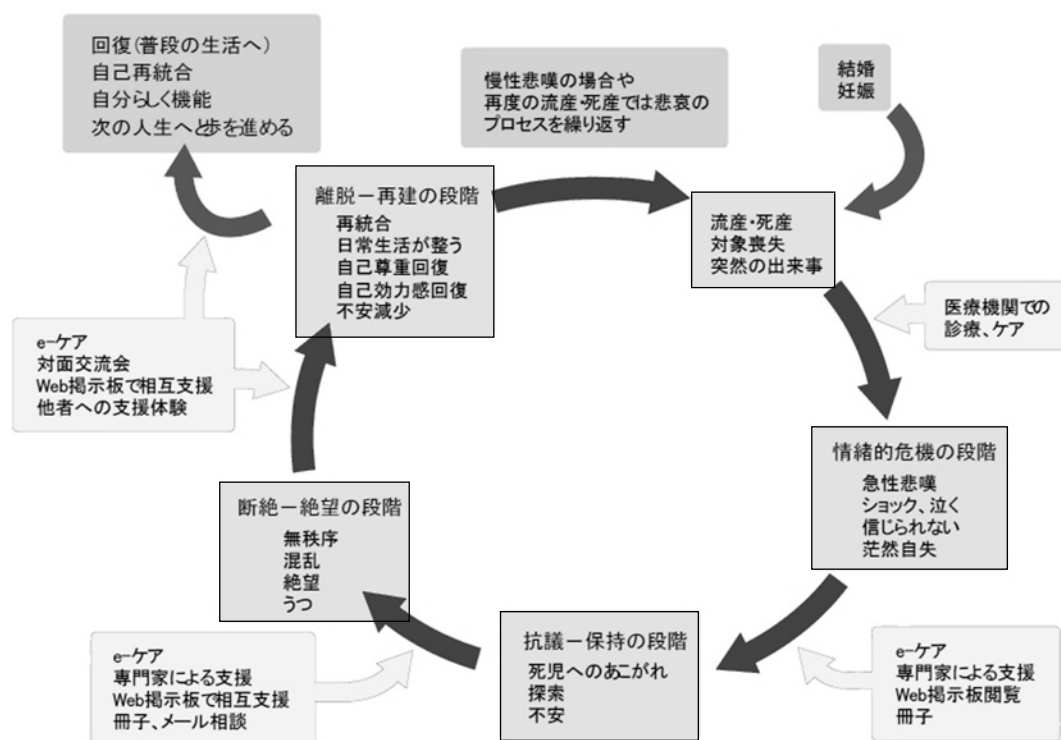 回復(普段の生活へ)
自己再統合
自分らしく機能
次の人生へと歩を進める
慢性悲嘆の場合や
再度の流産・死産では悲哀の
プロセスを繰り返す
結婚
妊娠
離脱－再建の段階
再統合
日常生活が整う
自己尊重回復
自己効力感回復
不安減少
流産・死産
対象喪失
突然の出来事
医療機関での
診療、ケア
e-ケア
対面交流会
Web掲示板で相互支援
他者への支援体験
情緒的危機の段階
急性悲嘆
ショック、泣く
信じられない
茫然自失
断絶－絶望の段階
無秩序
混乱
絶望
うつ
抗議－保持の段階
死児へのあこがれ
探索
不安
e-ケア
専門家による支援
Web掲示板で相互支援
冊子、メール相談
e-ケア
専門家による支援
Web掲示板閲覧
冊子